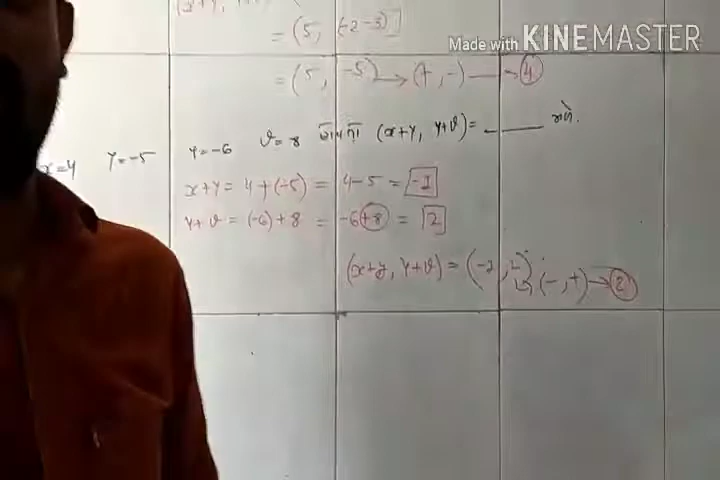 = (5, (-2-3)]
Made with KINEMASTER
= (5, -5) → (+, -) → 4
x=4 Y=-5 Y=-6 v=8 (x+y, y+v) = ______
x+y = 4+(-5) = 4-5 = -1
y+v = (-6)+8 = -6+8 = 2
(x+y, y+v) = (-1, 2) (-, +) → 2